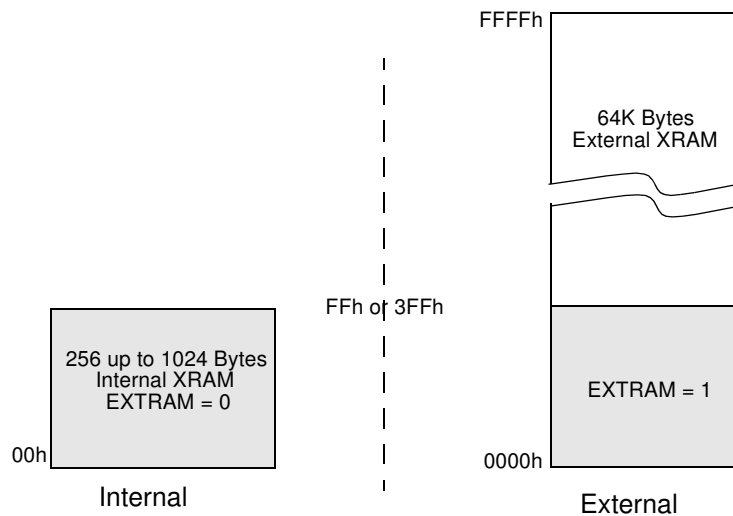 FFFFh
64K Bytes
External XRAM
FFh or 3FFh
256 up to 1024 Bytes
Internal XRAM
EXTRAM = 0
EXTRAM = 1
00h
0000h
Internal
External